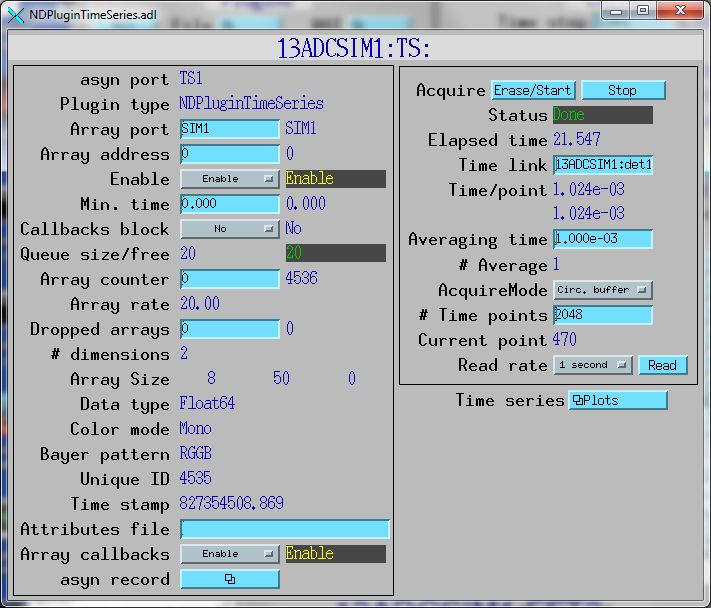 NDPluginTimeSeries.adl
13ADCSIM1:TS:
asyn port TS1
Plugin type NDPluginTimeSeries
Array port SIM1 SIM1
Array address 0 0
Enable Enable Enable
Min. time 0.000 0.000
Callbacks block No No
Queue size/free 20 20
Array counter 0 4536
Array rate 20.00
Dropped arrays 0 0
# dimensions 2
Array Size 8 50 0
Data type Float64
Color mode Mono
Bayer pattern RGGB
Unique ID 4535
Time stamp 827354508.869
Attributes file
Array callbacks Enable Enable
asyn record
Acquire Erase/Start Stop
Status Done
Elapsed time 21.547
Time link 13ADCSIM1:det1
Time/point 1.024e-03
1.024e-03
Averaging time 1.000e-03
# Average 1
AcquireMode Circ. buffer
# Time points 2048
Current point 470
Read rate 1 second Read
Time series Plots